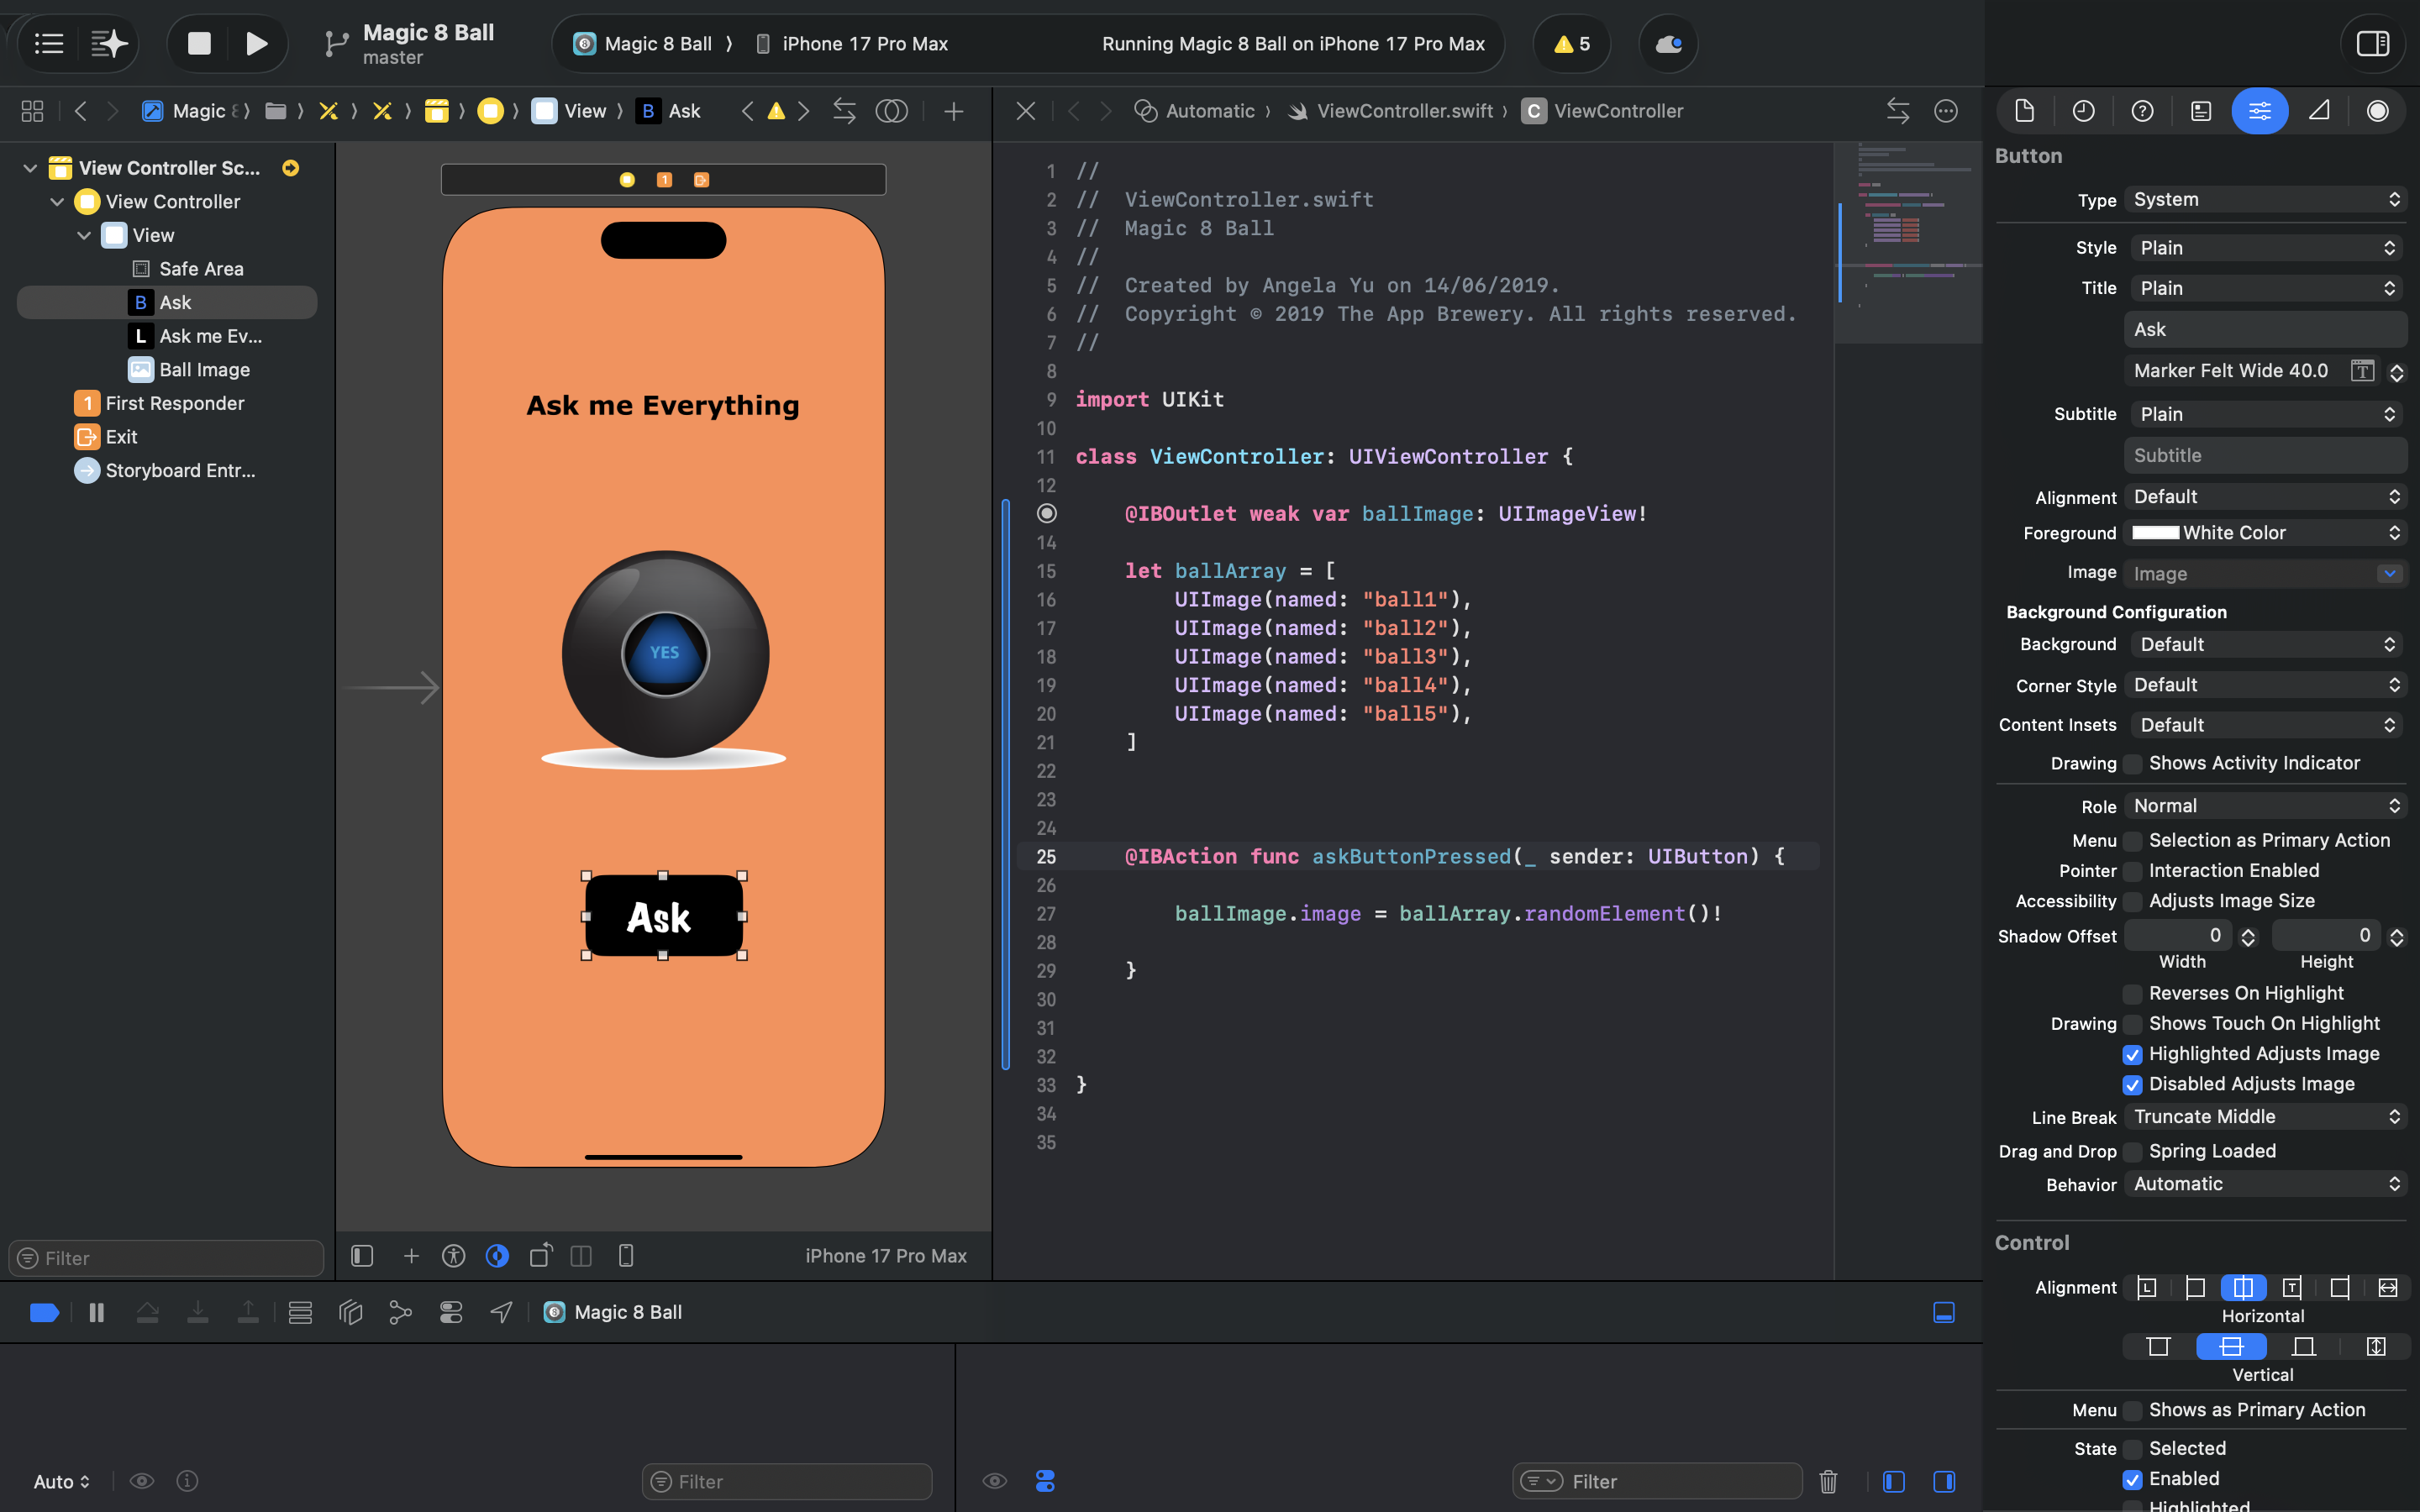 Magic 8 Ball
master
Magic 8 Ball
iPhone 17 Pro Max
Running Magic 8 Ball on iPhone 17 Pro Max
5
Magic 8
View
B
Ask
Automatic
ViewController.swift
C
ViewController
View Controller Sc...
View Controller
View
Safe Area
B Ask
L Ask me Ev...
Ball Image
1 First Responder
Exit
Storyboard Entr...
Filter
1
Ask me Everything
YES
Ask
iPhone 17 Pro Max
1 //
2 //  ViewController.swift
3 //  Magic 8 Ball
4 //
5 //  Created by Angela Yu on 14/06/2019.
6 //  Copyright © 2019 The App Brewery. All rights reserved.
7 //
8
9 import UIKit
10
11 class ViewController: UIViewController {
12
@IBOutlet weak var ballImage: UIImageView!
14
15 let ballArray = [
16 UIImage(named: "ball1"),
17 UIImage(named: "ball2"),
18 UIImage(named: "ball3"),
19 UIImage(named: "ball4"),
20 UIImage(named: "ball5"),
21 ]
22
23
24
25 @IBAction func askButtonPressed(_ sender: UIButton) {
26
27 ballImage.image = ballArray.randomElement()!
28
29 }
30
31
32
33 }
34
35
Button
Type System
Style Plain
Title Plain
Ask
Marker Felt Wide 40.0
T
Subtitle Plain
Subtitle
Alignment Default
Foreground White Color
Image Image
Background Configuration
Background Default
Corner Style Default
Content Insets Default
Drawing Shows Activity Indicator
Role Normal
Menu Selection as Primary Action
Pointer Interaction Enabled
Accessibility Adjusts Image Size
Shadow Offset 0 0
Width Height
Reverses On Highlight
Drawing Shows Touch On Highlight
Highlighted Adjusts Image
Disabled Adjusts Image
Line Break Truncate Middle
Drag and Drop Spring Loaded
Behavior Automatic
Control
Alignment
L T
Horizontal
Vertical
Menu Shows as Primary Action
State Selected
Enabled
Highlighted
Magic 8 Ball
Auto
Filter
Filter